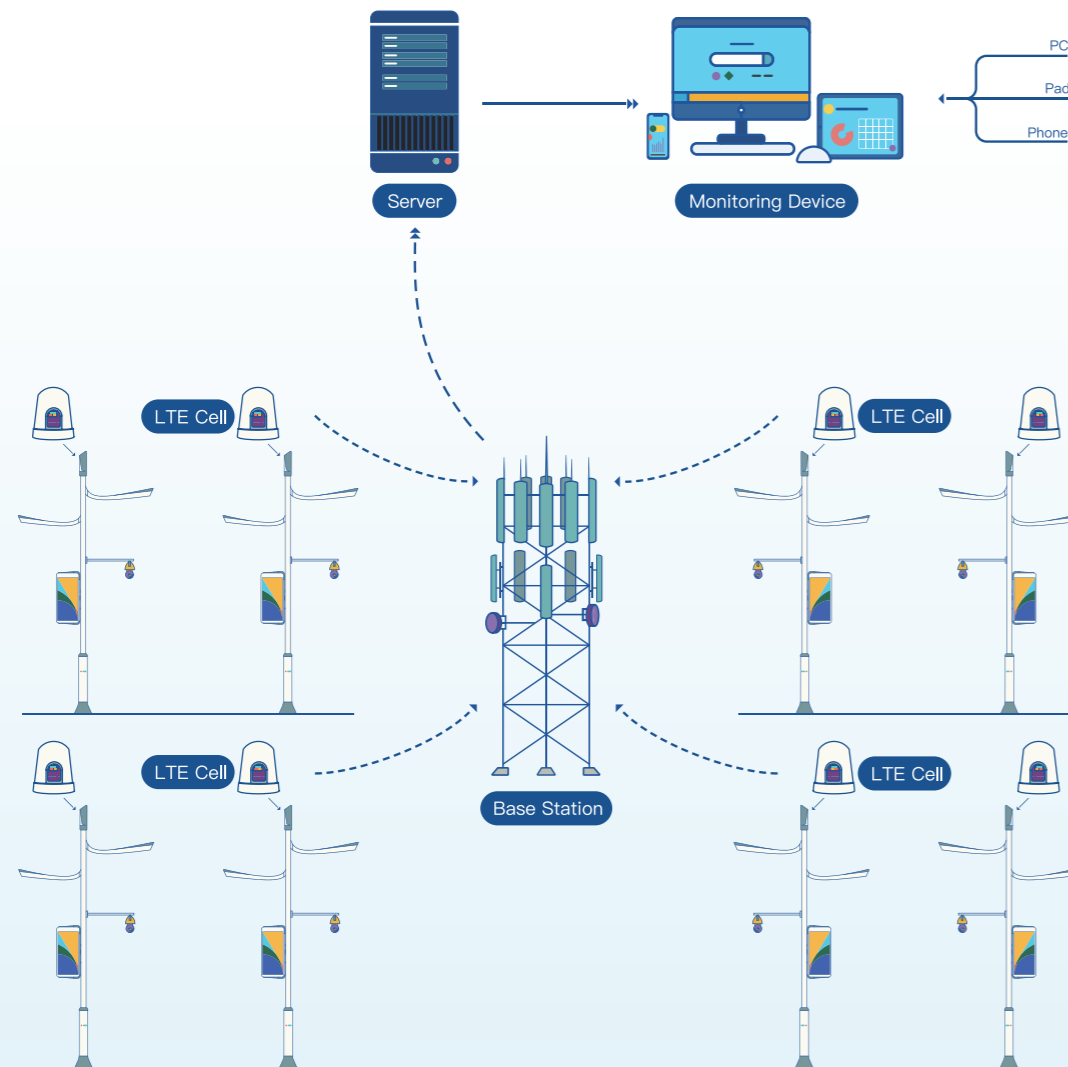 PC
Pad
Phone
Server
Monitoring Device
LTE Cell
LTE Cell
LTE Cell
LTE Cell
Base Station